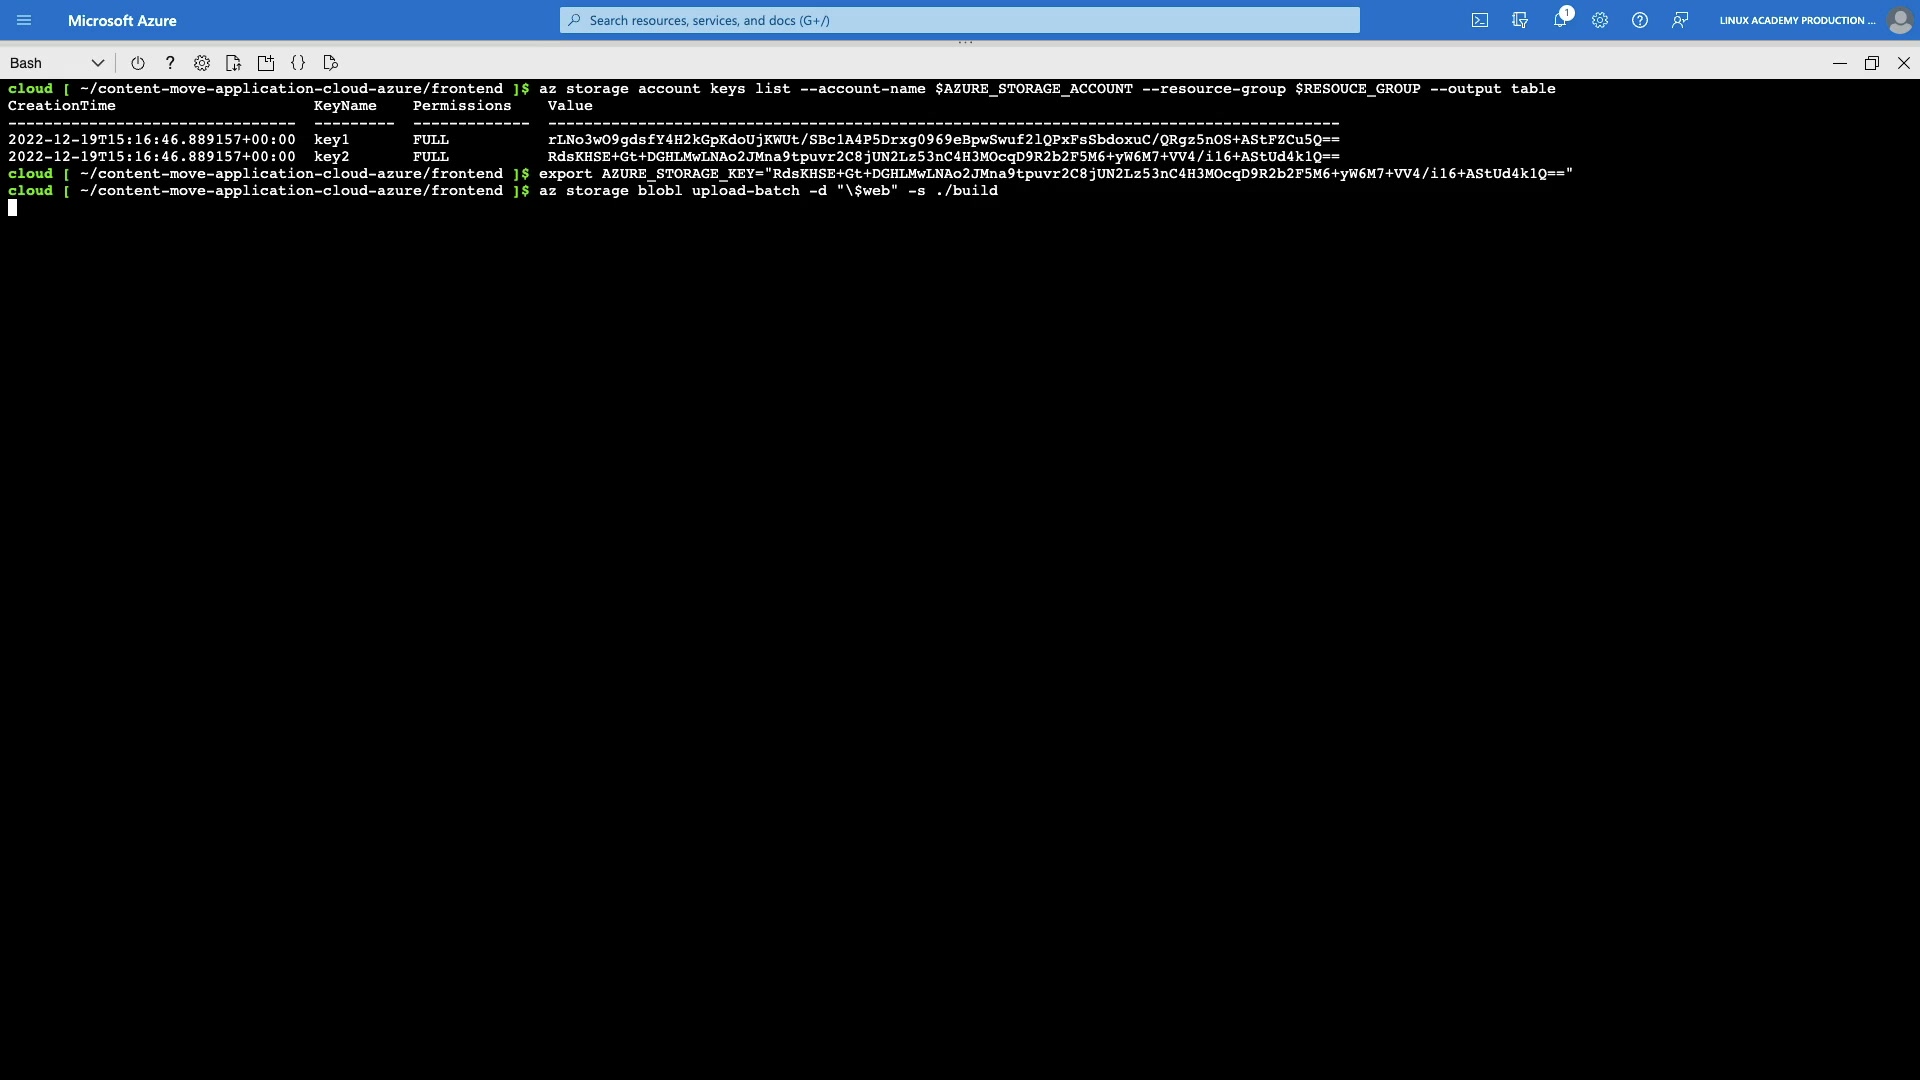 Microsoft Azure
Search resources, services, and docs (G+/)
1
LINUX ACADEMY PRODUCTION ...
Bash
cloud [ ~/content-move-application-cloud-azure/frontend ]$ az storage account keys list --account-name $AZURE_STORAGE_ACCOUNT --resource-group $RESOUCE_GROUP --output table
CreationTime KeyName Permissions Value
-------------------------------- --------- ------------- ----------------------------------------------------------------------------------------
2022-12-19T15:16:46.889157+00:00 key1 FULL rLNo3wO9gdsfY4H2kGpKdoUjKWUt/SBclA4P5Drxg0969eBpwSwuf2lQPxFsSbdoxuC/QRgz5nOS+AStFZCu5Q==
2022-12-19T15:16:46.889157+00:00 key2 FULL RdsKHSE+Gt+DGHLMwLNAo2JMna9tpuvr2C8jUN2Lz53nC4H3MOcqD9R2b2F5M6+yW6M7+VV4/i16+AStUd4k1Q==
cloud [ ~/content-move-application-cloud-azure/frontend ]$ export AZURE_STORAGE_KEY="RdsKHSE+Gt+DGHLMwLNAo2JMna9tpuvr2C8jUN2Lz53nC4H3MOcqD9R2b2F5M6+yW6M7+VV4/i16+AStUd4k1Q=="
cloud [ ~/content-move-application-cloud-azure/frontend ]$ az storage blobl upload-batch -d "\$web" -s ./build